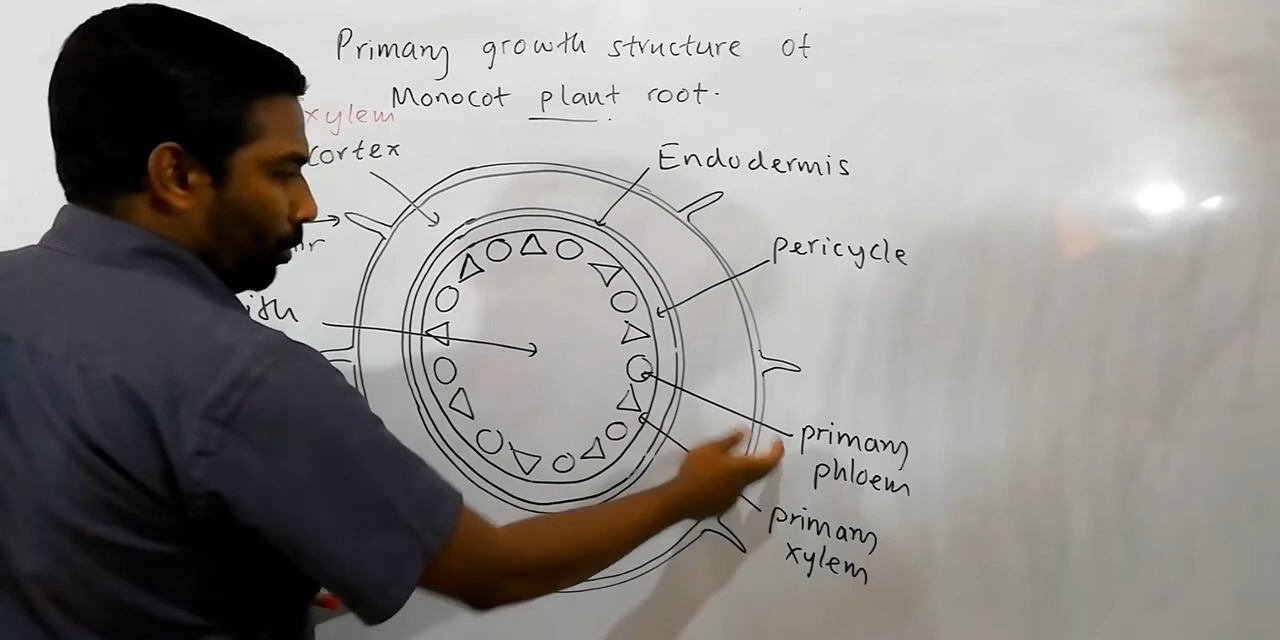 Primary growth structure of
Monocot plant root.
xylem
cortex
Endodermis
pericycle
primary
phloem
primary
xylem